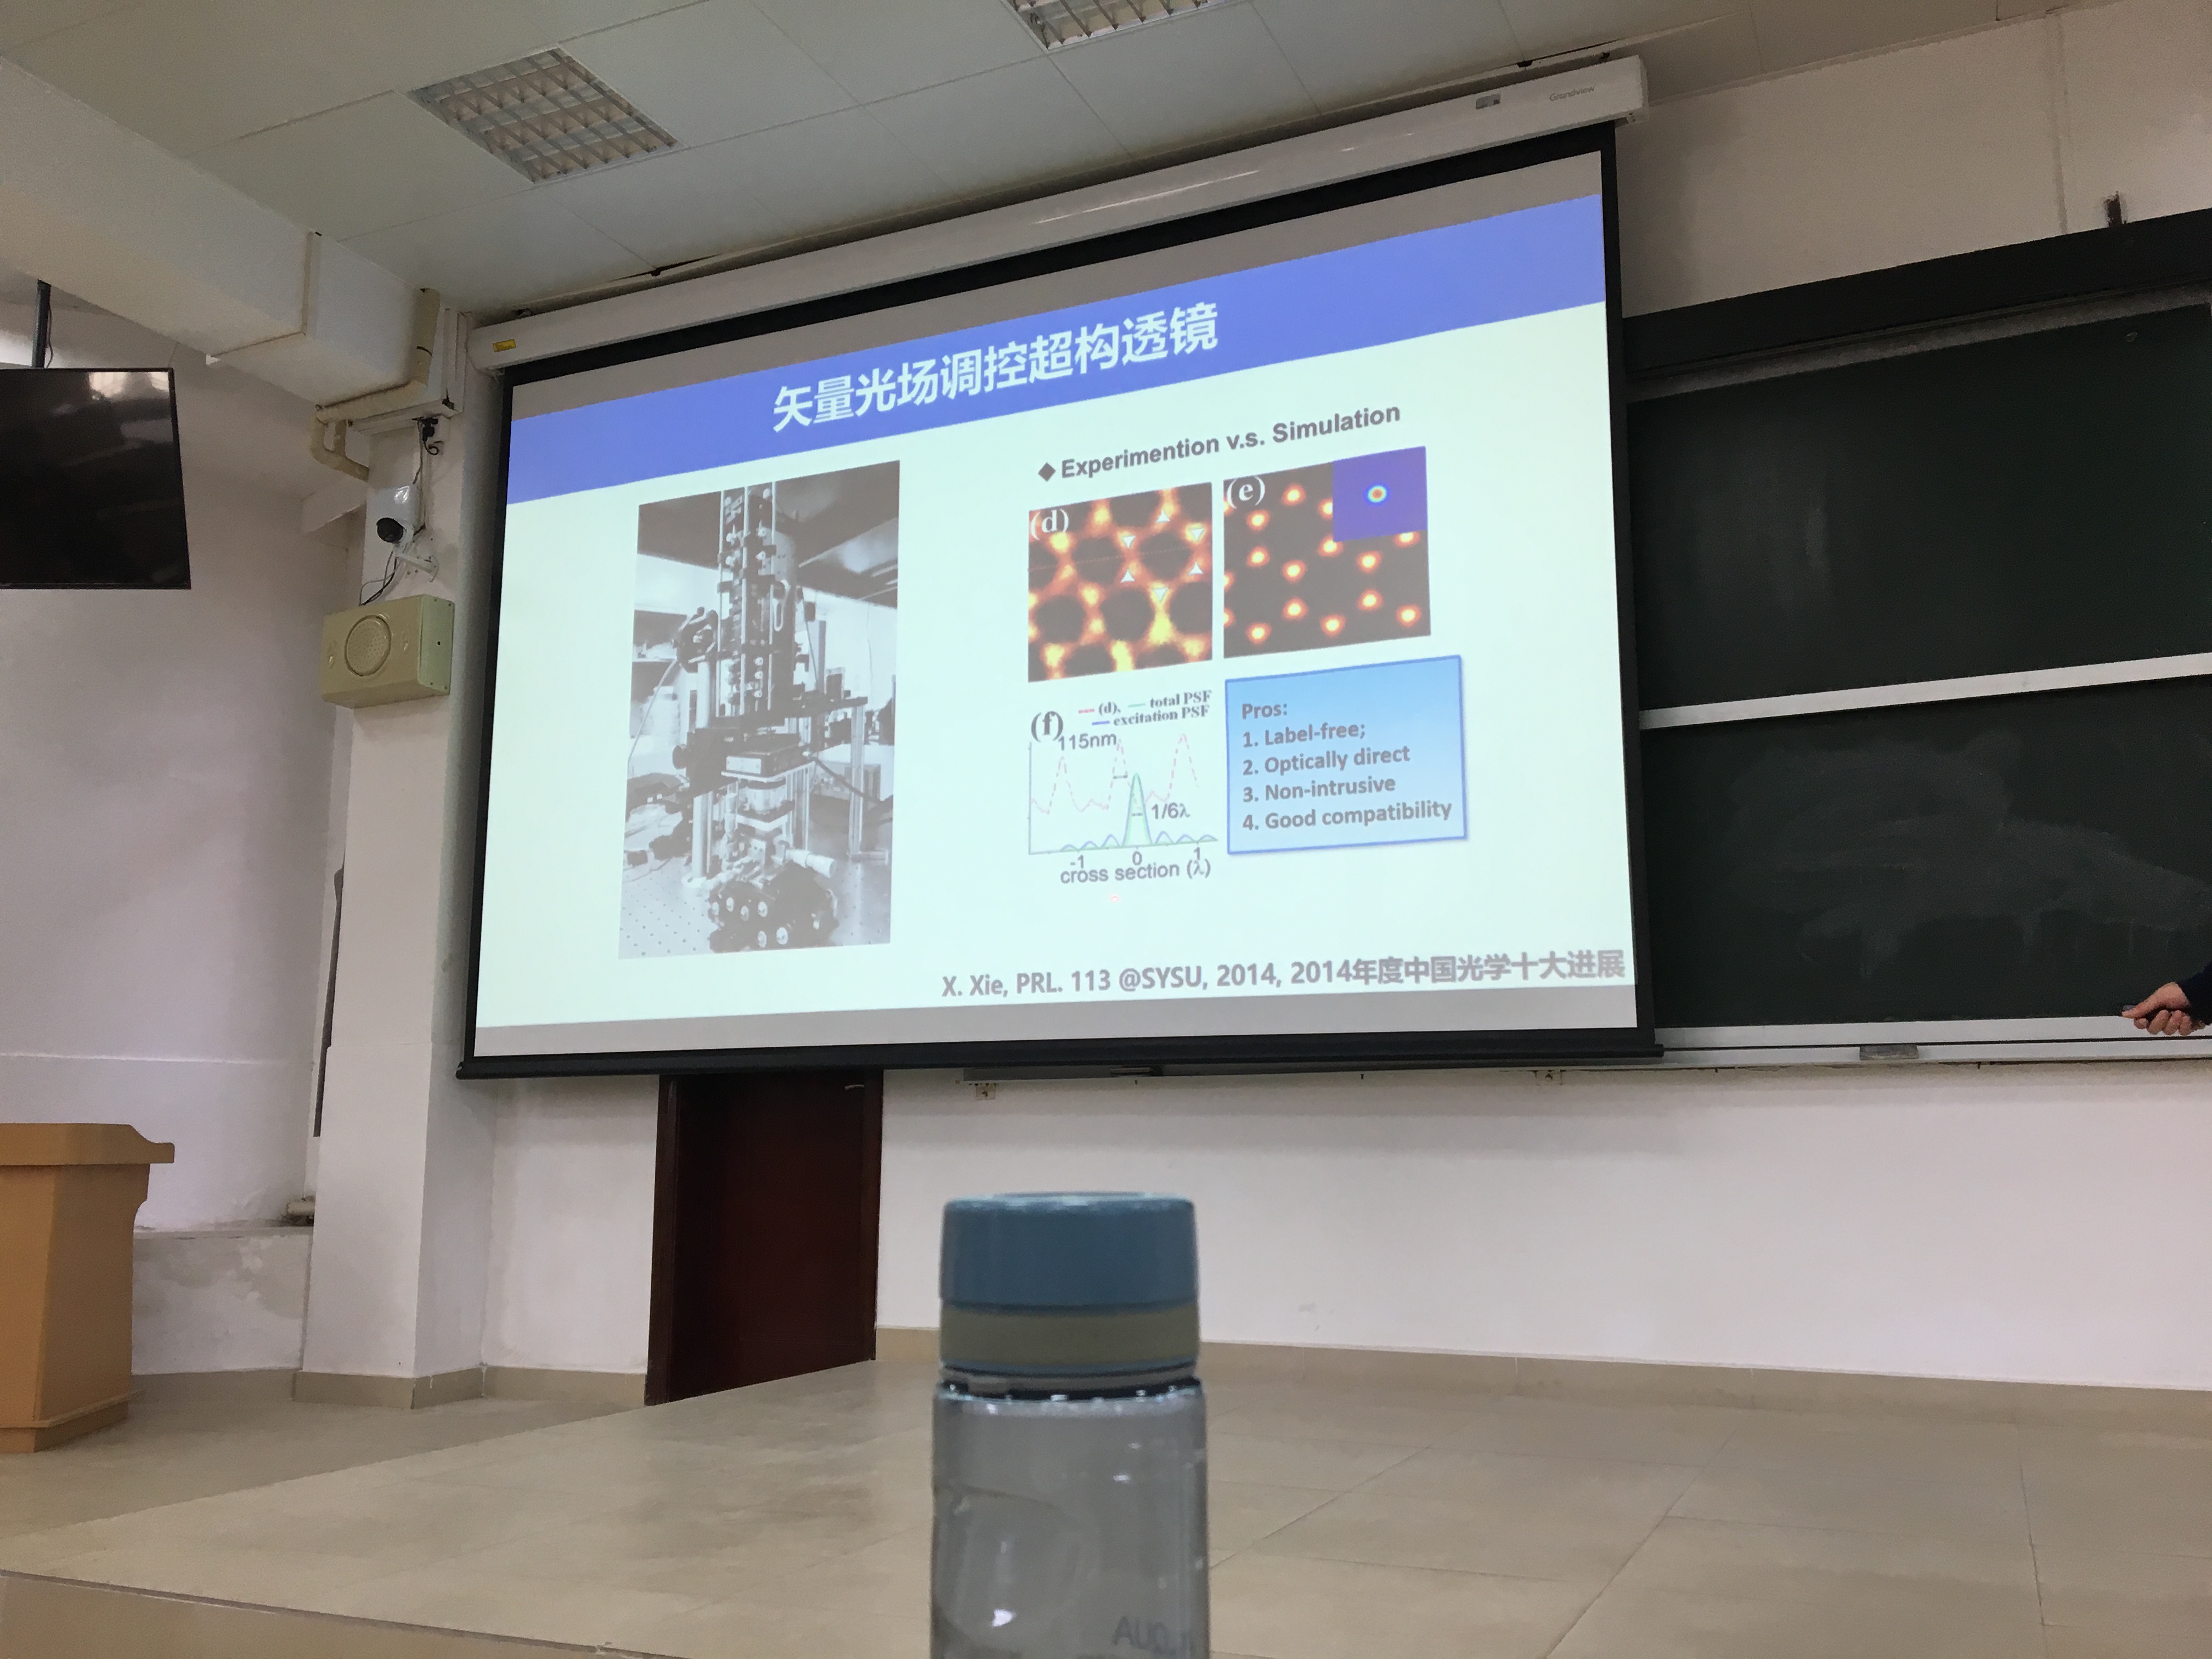 Grandview
矢量光场调控超构透镜
◆ Experimention v.s. Simulation
(d)
(e)
(d), total PSF
excitation PSF
(f)
115nm
1/6λ
-1 0 1
cross section (λ)
Pros:
1. Label-free;
2. Optically direct
3. Non-intrusive
4. Good compatibility
X. Xie, PRL. 113 @SYSU, 2014, 2014年度中国光学十大进展